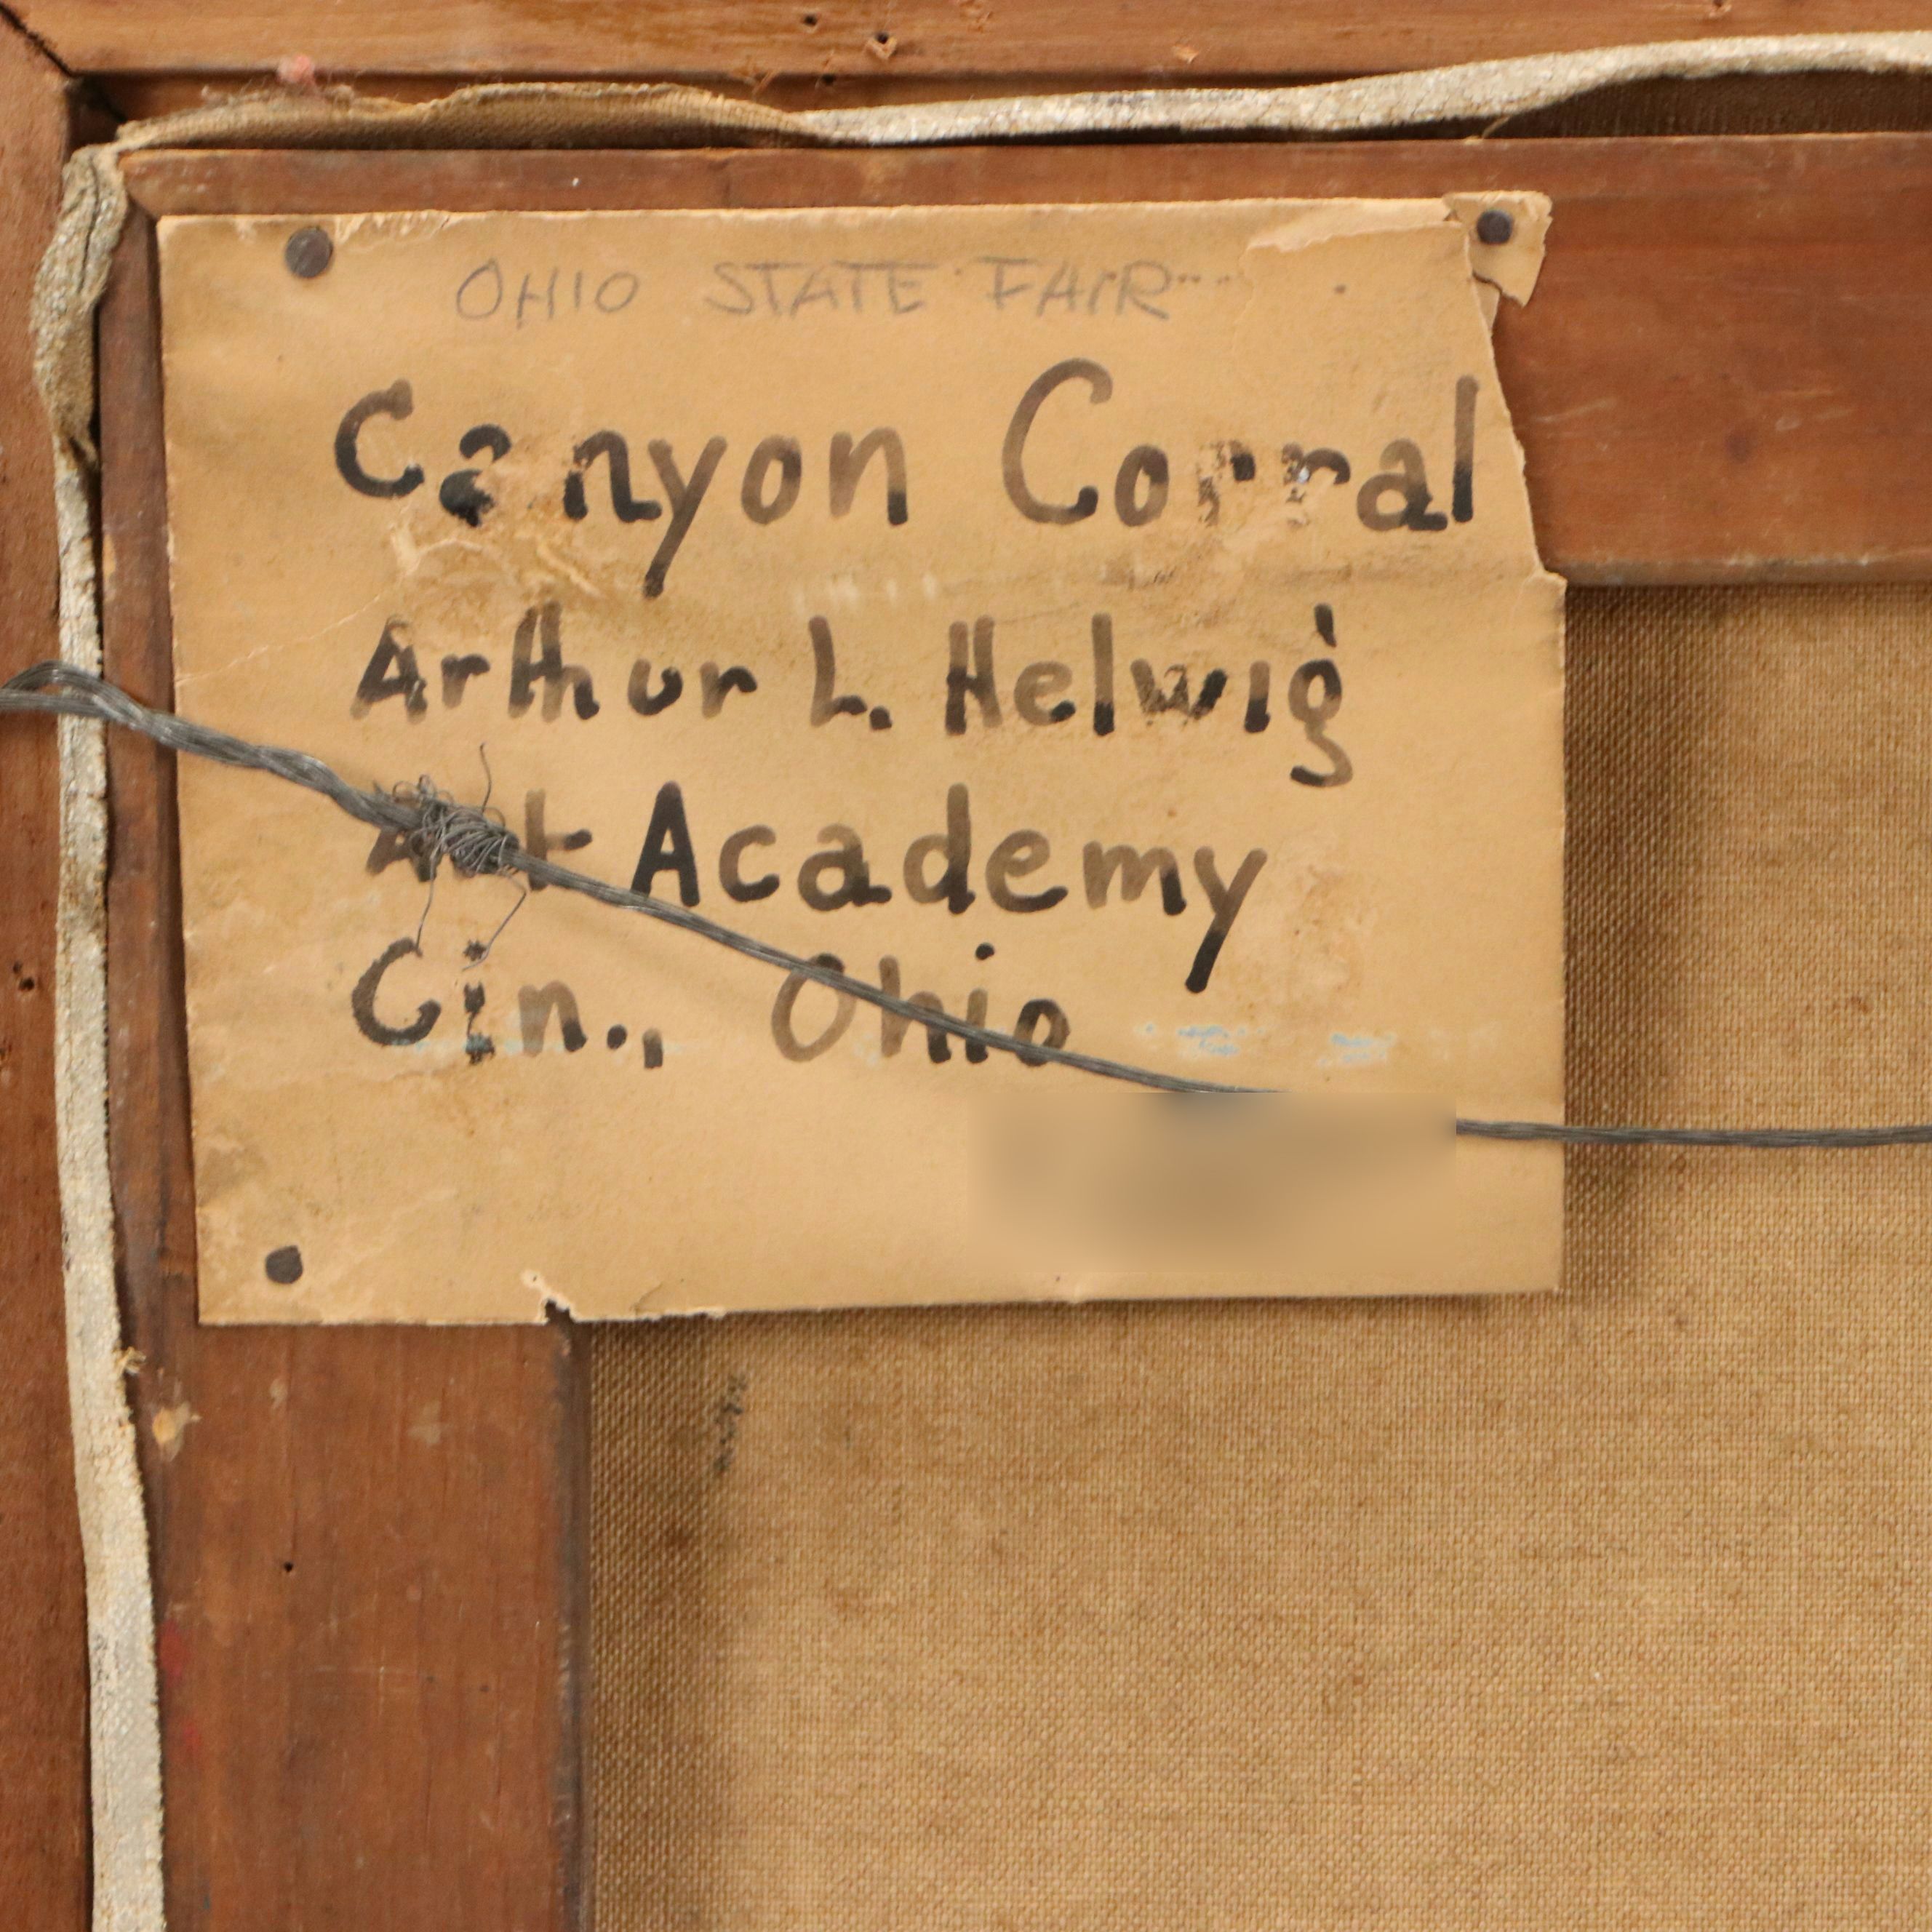 OHIO STATE FAIR
Canyon Corral
Arthur L. Helwig
Art Academy
Cin., Ohio